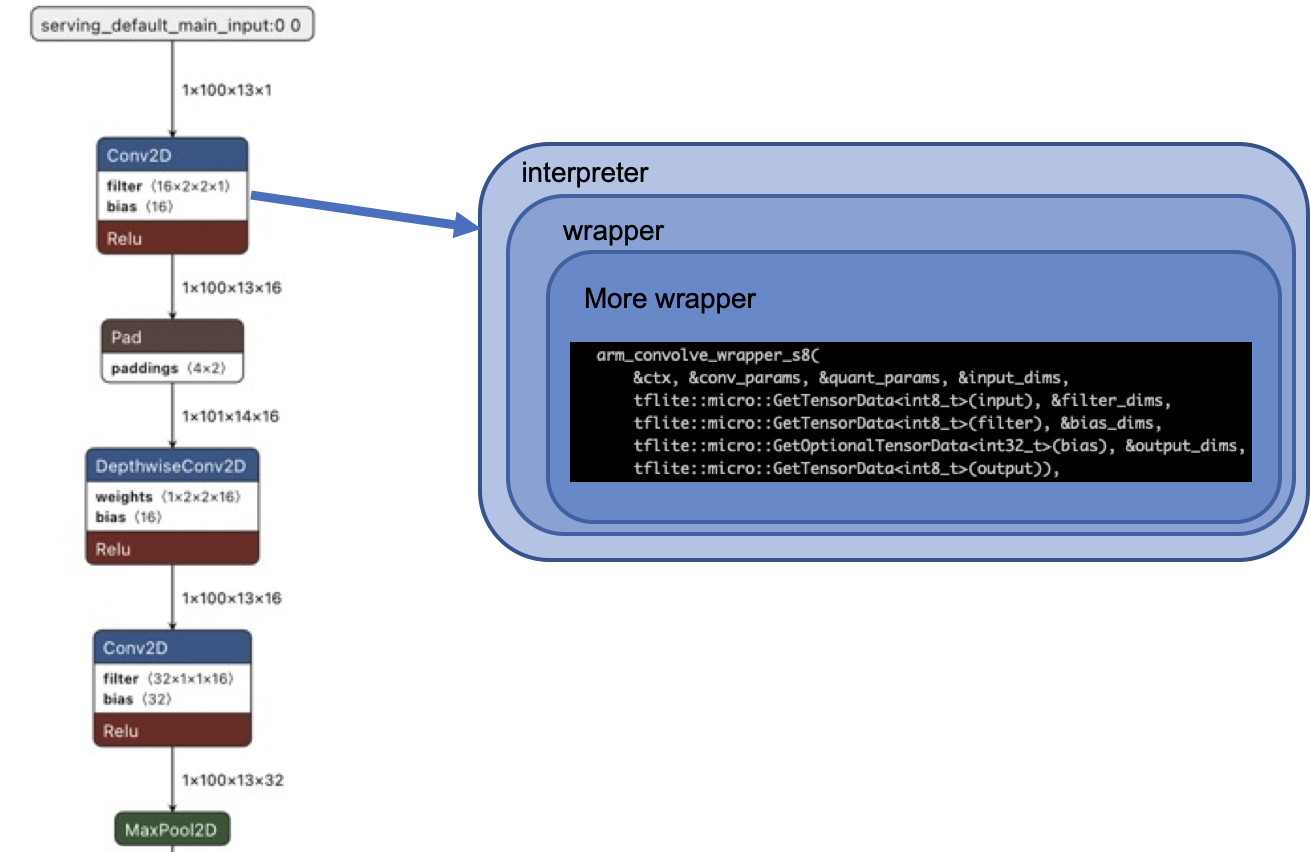 serving_default_main_input:0 0
1×100×13×1
Conv2D
filter ⟨16×2×2×1⟩
bias ⟨16⟩
Relu
1×100×13×16
Pad
paddings ⟨4×2⟩
1×101×14×16
DepthwiseConv2D
weights ⟨1×2×2×16⟩
bias ⟨16⟩
Relu
1×100×13×16
Conv2D
filter ⟨32×1×1×16⟩
bias ⟨32⟩
Relu
1×100×13×32
MaxPool2D
interpreter
wrapper
More wrapper
arm_convolve_wrapper_s8(
&ctx, &conv_params, &quant_params, &input_dims,
tflite::micro::GetTensorData<int8_t>(input), &filter_dims,
tflite::micro::GetTensorData<int8_t>(filter), &bias_dims,
tflite::micro::GetOptionalTensorData<int32_t>(bias), &output_dims,
tflite::micro::GetTensorData<int8_t>(output)),